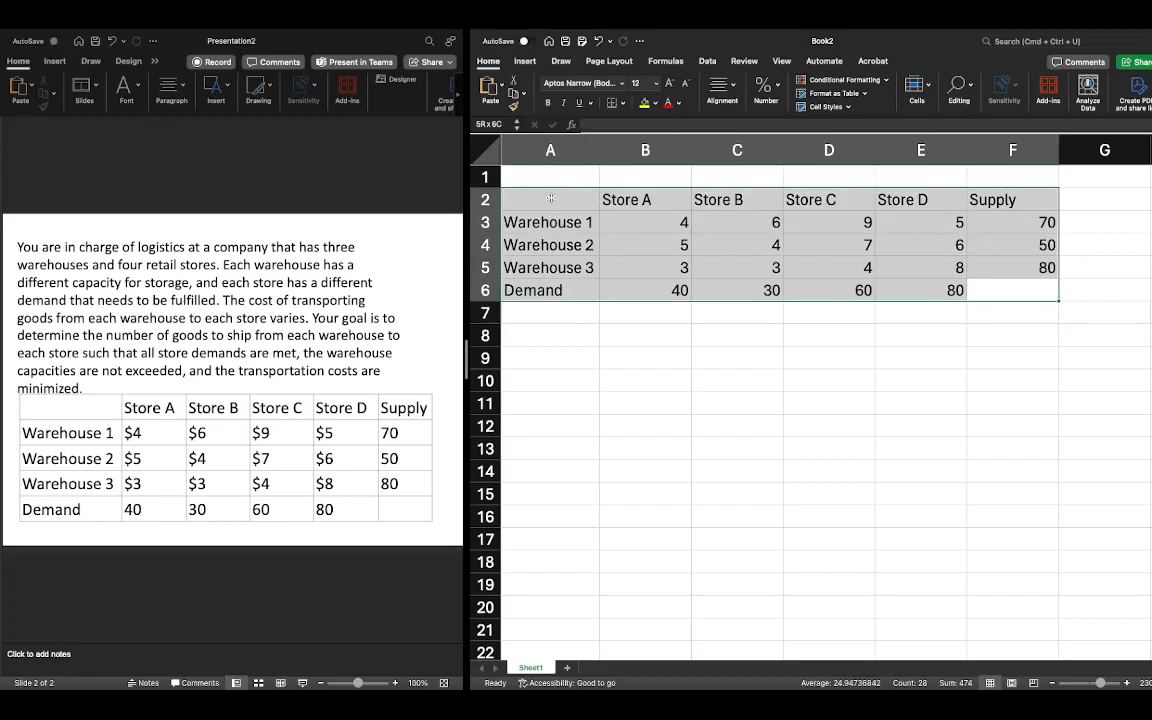 AutoSave
Presentation2
Home Insert Draw Design
Record
Comments
Present in Teams
Share
Paste
Slides
Font
Paragraph
Insert
Drawing
Sensitivity
Add-ins
Designer
You are in charge of logistics at a company that has three
warehouses and four retail stores. Each warehouse has a
different capacity for storage, and each store has a different
demand that needs to be fulfilled. The cost of transporting
goods from each warehouse to each store varies. Your goal is to
determine the number of goods to ship from each warehouse to
each store such that all store demands are met, the warehouse
capacities are not exceeded, and the transportation costs are
minimized.
Store A Store B Store C Store D Supply
Warehouse 1 $4 $6 $9 $5 70
Warehouse 2 $5 $4 $7 $6 50
Warehouse 3 $3 $3 $4 $8 80
Demand 40 30 60 80
Click to add notes
Slide 2 of 2
Notes
Comments
100%
AutoSave
Book2
Search (Cmd + Ctrl + U)
Home Insert Draw Page Layout Formulas Data Review View Automate Acrobat
Comments
Paste
Aptos Narrow (Bod... 12
B I U
Alignment
Number
Conditional Formatting
Format as Table
Cell Styles
Cells
Editing
Sensitivity
Add-ins
Analyze
Data
5R x 6C
fx
A B C D E F G
1
2 Store A Store B Store C Store D Supply
3 Warehouse 1 4 6 9 5 70
4 Warehouse 2 5 4 7 6 50
5 Warehouse 3 3 3 4 8 80
6 Demand 40 30 60 80
7
8
9
10
11
12
13
14
15
16
17
18
19
20
21
22
Sheet1
Ready
Accessibility: Good to go
Average: 24.94736842 Count: 28 Sum: 474